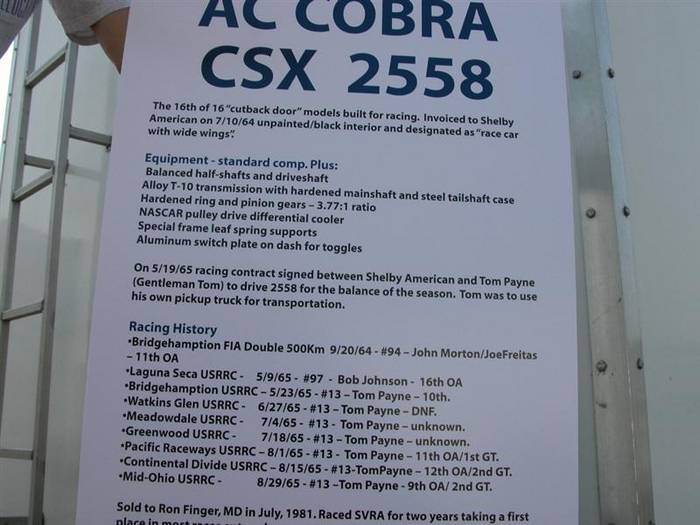 AC COBRA
CSX 2558
The 16th of 16 "cutback door" models built for racing. Invoiced to Shelby
American on 7/10/64 unpainted/black interior and designated as "race car
with wide wings".
Equipment - standard comp. Plus:
Balanced half-shafts and driveshaft
Alloy T-10 transmission with hardened mainshaft and steel tailshaft case
Hardened ring and pinion gears – 3.77:1 ratio
NASCAR pulley drive differential cooler
Special frame leaf spring supports
Aluminum switch plate on dash for toggles
On 5/19/65 racing contract signed between Shelby American and Tom Payne
(Gentleman Tom) to drive 2558 for the balance of the season. Tom was to use
his own pickup truck for transportation.
Racing History
•Bridgehamption FIA Double 500Km 9/20/64 - #94 – John Morton/JoeFreitas
– 11th OA
•Laguna Seca USRRC - 5/9/65 - #97 - Bob Johnson - 16th OA
•Bridgehamption USRRC – 5/23/65 - #13 – Tom Payne – 10th.
•Watkins Glen USRRC - 6/27/65 - #13 – Tom Payne – DNF.
•Meadowdale USRRC - 7/4/65 - #13 - Tom Payne – unknown.
•Greenwood USRRC - 7/18/65 - #13 - Tom Payne – unknown.
•Pacific Raceways USRRC – 8/1/65 - #13 - Tom Payne – 11th OA/1st GT.
•Continental Divide USRRC – 8/15/65 - #13-TomPayne – 12th OA/2nd GT.
•Mid-Ohio USRRC - 8/29/65 - #13 –Tom Payne - 9th OA/ 2nd GT.
Sold to Ron Finger, MD in July, 1981. Raced SVRA for two years taking a first
place in most races